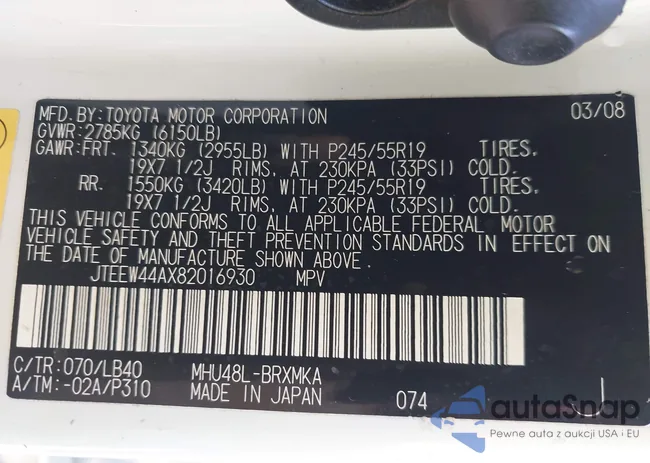 MFD. BY: TOYOTA MOTOR CORPORATION 03/08
GVWR: 2785KG (6150LB)
GAWR: FRT. 1340KG (2955LB) WITH P245/55R19 TIRES,
19X7 1/2J RIMS, AT 230KPA (33PSI) COLD.
RR. 1550KG (3420LB) WITH P245/55R19 TIRES,
19X7 1/2J RIMS, AT 230KPA (33PSI) COLD.
THIS VEHICLE CONFORMS TO ALL APPLICABLE FEDERAL MOTOR
VEHICLE SAFETY AND THEFT PREVENTION STANDARDS IN EFFECT ON
THE DATE OF MANUFACTURE SHOWN ABOVE.
JTEEW44AX82016930 MPV
C/TR: 070/LB40 MHU48L-BRXMKA
A/TM: -02A/P310 MADE IN JAPAN 074 J
autaSnap
Pewne auta z aukcji USA i EU